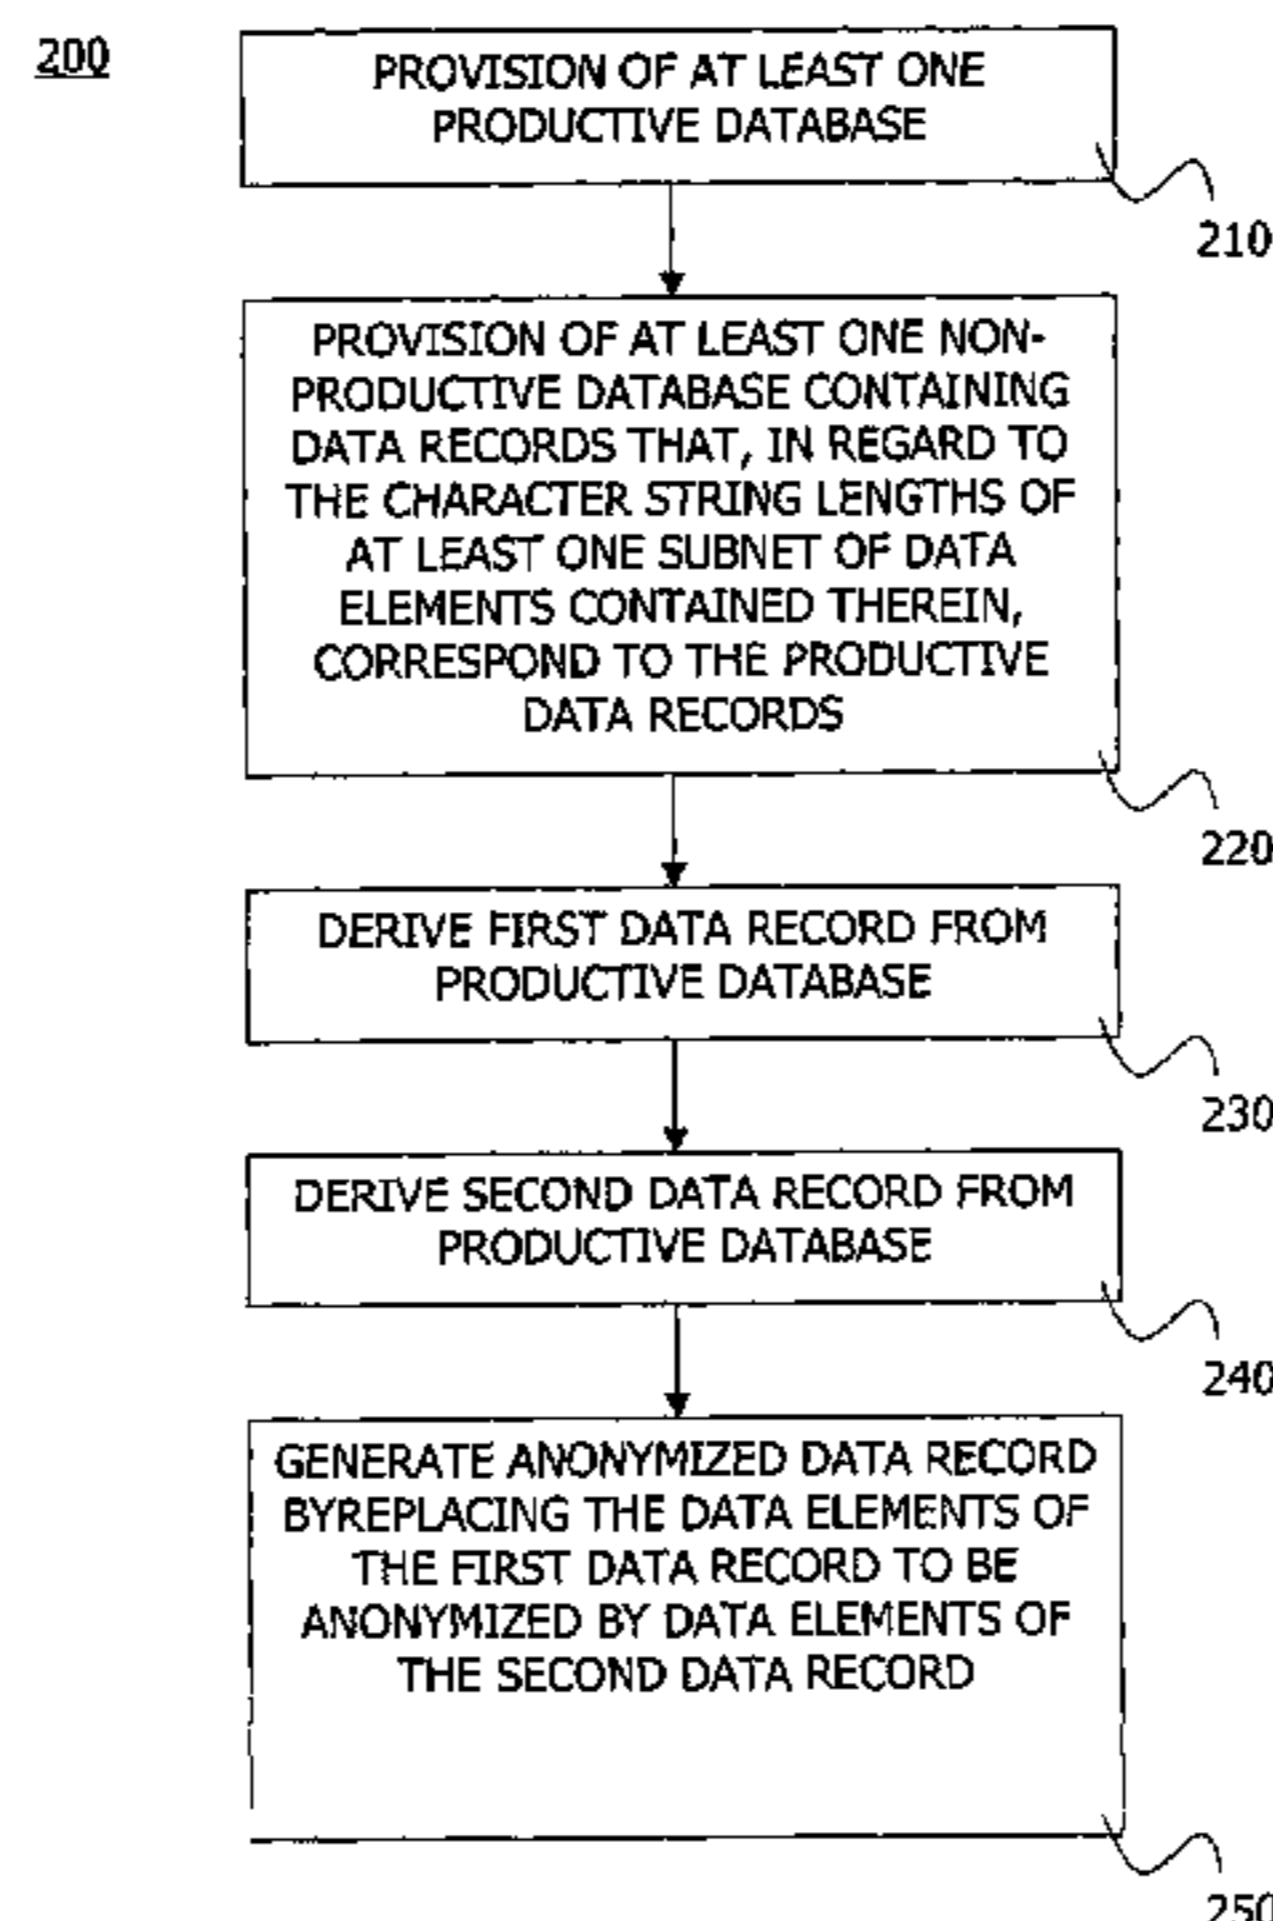 200
PROVISION OF AT LEAST ONE
PRODUCTIVE DATABASE
210
PROVISION OF AT LEAST ONE NON-
PRODUCTIVE DATABASE CONTAINING
DATA RECORDS THAT, IN REGARD TO
THE CHARACTER STRING LENGTHS OF
AT LEAST ONE SUBNET OF DATA
ELEMENTS CONTAINED THEREIN,
CORRESPOND TO THE PRODUCTIVE
DATA RECORDS
220
DERIVE FIRST DATA RECORD FROM
PRODUCTIVE DATABASE
230
DERIVE SECOND DATA RECORD FROM
PRODUCTIVE DATABASE
240
GENERATE ANONYMIZED DATA RECORD
BYREPLACING THE DATA ELEMENTS OF
THE FIRST DATA RECORD TO BE
ANONYMIZED BY DATA ELEMENTS OF
THE SECOND DATA RECORD
250